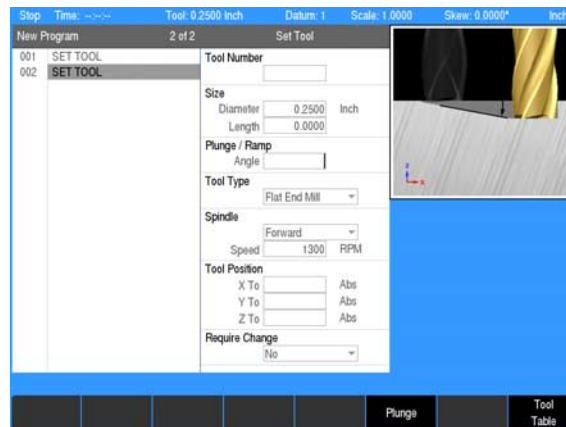 Stop Time: --:--:-- Tool: 0.2500 Inch Datum: 1 Scale: 1.0000 Skew: 0.0000° Inch
New Program 2 of 2 Set Tool
001 SET TOOL
002 SET TOOL
Tool Number
Size
Diameter 0.2500 Inch
Length 0.0000
Plunge / Ramp
Angle
Tool Type
Flat End Mill
Spindle
Forward
Speed 1300 RPM
Tool Position
X To Abs
Y To Abs
Z To Abs
Require Change
No
z
x
Plunge
Tool
Table